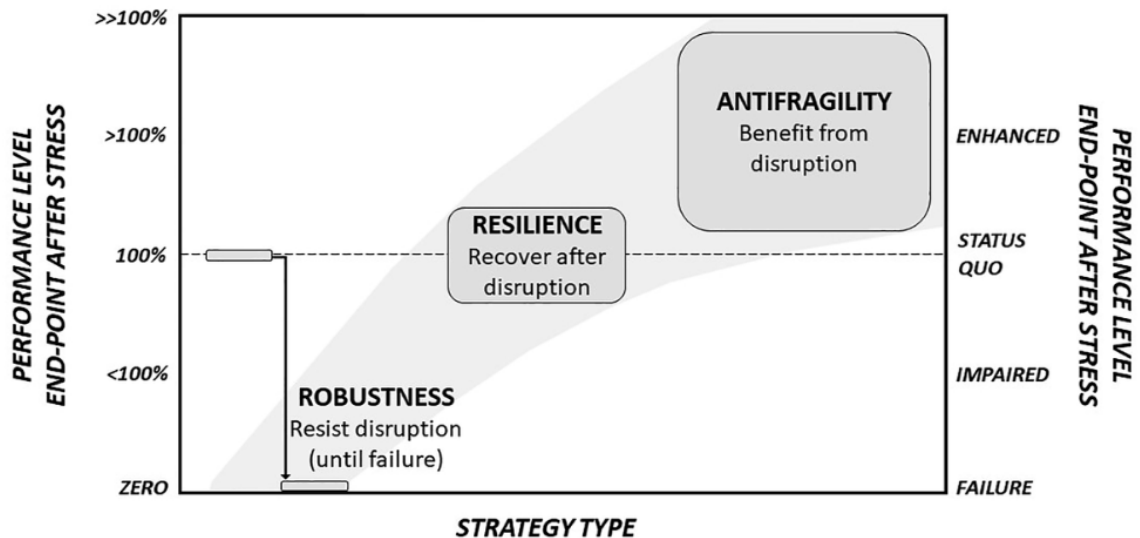 PERFORMANCE LEVEL
END-POINT AFTER STRESS
>>100%
>100%
100%
<100%
ZERO
ANTIFRAGILITY
Benefit from
disruption
RESILIENCE
Recover after
disruption
ROBUSTNESS
Resist disruption
(until failure)
ENHANCED
STATUS
QUO
IMPAIRED
FAILURE
PERFORMANCE LEVEL
END-POINT AFTER STRESS
STRATEGY TYPE